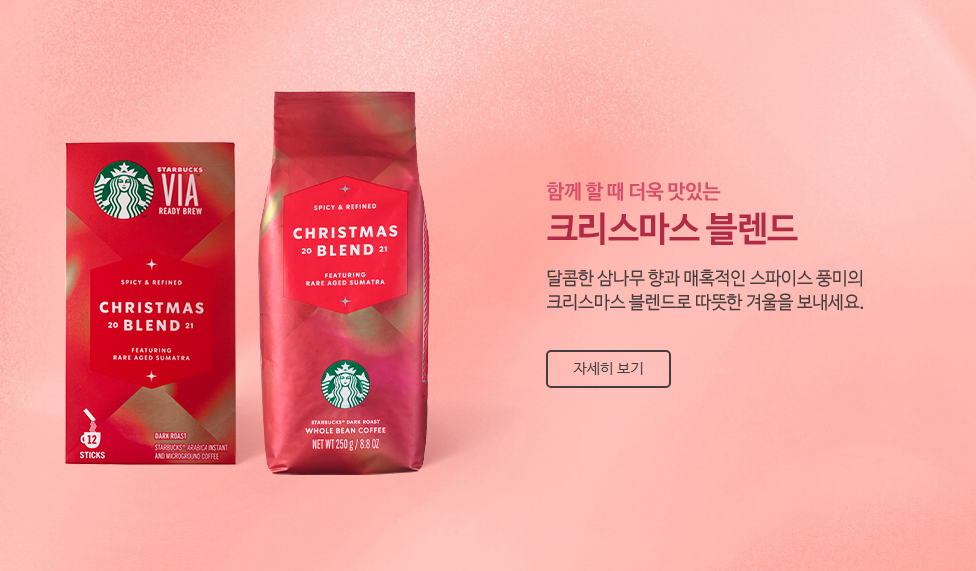 STARBUCKS
VIA
READY BREW
SPICY & REFINED
CHRISTMAS
20 BLEND 21
FEATURING
RARE AGED SUMATRA
12
STICKS
DARK ROAST
STARBUCKS® ARABICA INSTANT
AND MICROGROUND COFFEE
SPICY & REFINED
CHRISTMAS
20 BLEND 21
FEATURING
RARE AGED SUMATRA
STARBUCKS® DARK ROAST
WHOLE BEAN COFFEE
NET WT 250 g / 8.8 OZ
함께 할 때 더욱 맛있는
크리스마스 블렌드
달콤한 삼나무 향과 매혹적인 스파이스 풍미의
크리스마스 블렌드로 따뜻한 겨울을 보내세요.
자세히 보기